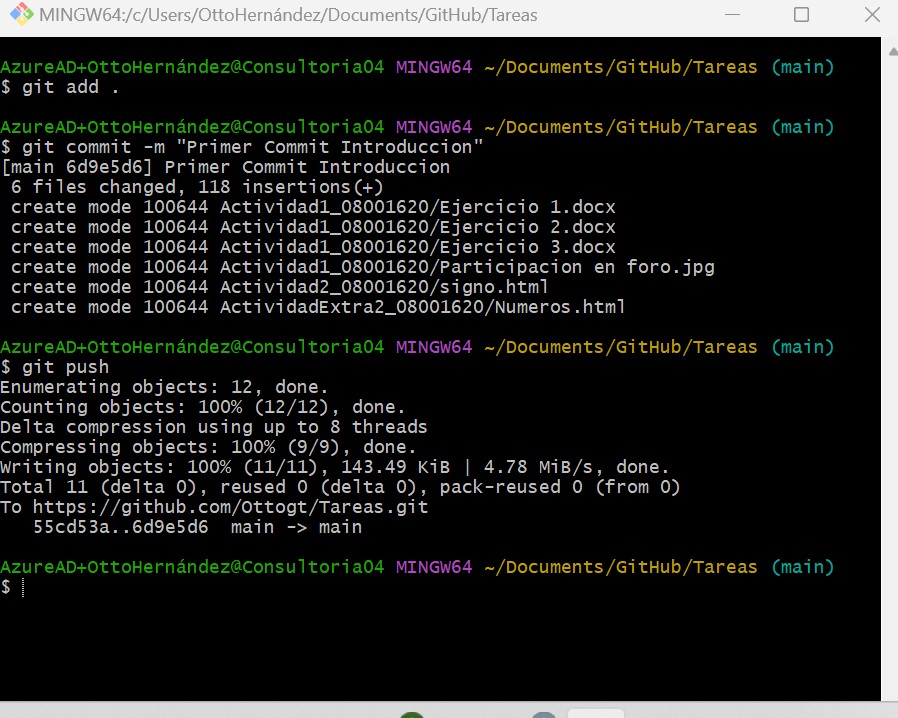 MINGW64:/c/Users/OttoHernández/Documents/GitHub/Tareas
AzureAD+OttoHernández@Consultoria04 MINGW64 ~/Documents/GitHub/Tareas (main)
$ git add .
AzureAD+OttoHernández@Consultoria04 MINGW64 ~/Documents/GitHub/Tareas (main)
$ git commit -m "Primer Commit Introduccion"
[main 6d9e5d6] Primer Commit Introduccion
 6 files changed, 118 insertions(+)
 create mode 100644 Actividad1_08001620/Ejercicio 1.docx
 create mode 100644 Actividad1_08001620/Ejercicio 2.docx
 create mode 100644 Actividad1_08001620/Ejercicio 3.docx
 create mode 100644 Actividad1_08001620/Participacion en foro.jpg
 create mode 100644 Actividad2_08001620/signo.html
 create mode 100644 ActividadExtra2_08001620/Numeros.html
AzureAD+OttoHernández@Consultoria04 MINGW64 ~/Documents/GitHub/Tareas (main)
$ git push
Enumerating objects: 12, done.
Counting objects: 100% (12/12), done.
Delta compression using up to 8 threads
Compressing objects: 100% (9/9), done.
Writing objects: 100% (11/11), 143.49 KiB | 4.78 MiB/s, done.
Total 11 (delta 0), reused 0 (delta 0), pack-reused 0 (from 0)
To https://github.com/Ottogt/Tareas.git
   55cd53a..6d9e5d6  main -> main
AzureAD+OttoHernández@Consultoria04 MINGW64 ~/Documents/GitHub/Tareas (main)
$